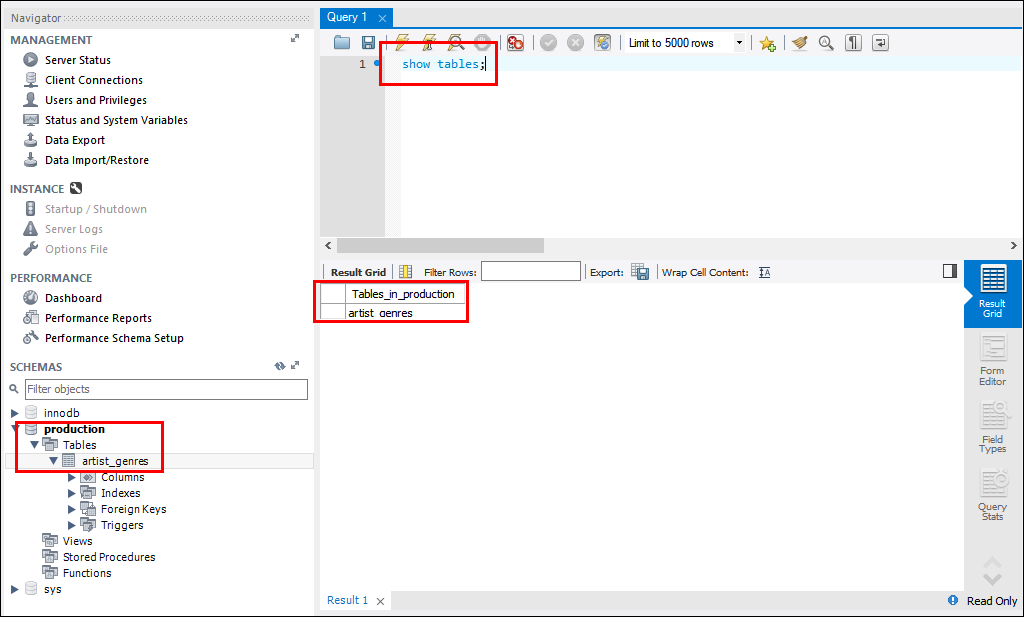 Navigator
MANAGEMENT
Server Status
Client Connections
Users and Privileges
Status and System Variables
Data Export
Data Import/Restore
INSTANCE
Startup / Shutdown
Server Logs
Options File
PERFORMANCE
Dashboard
Performance Reports
Performance Schema Setup
SCHEMAS
Filter objects
innodb
production
Tables
artist_genres
Columns
Indexes
Foreign Keys
Triggers
Views
Stored Procedures
Functions
sys
Query 1
Limit to 5000 rows
1 show tables;
Result Grid Filter Rows: Export: Wrap Cell Content:
Tables_in_production
artist_genres
Result
Grid
Form
Editor
Field
Types
Query
Stats
Result 1
Read Only